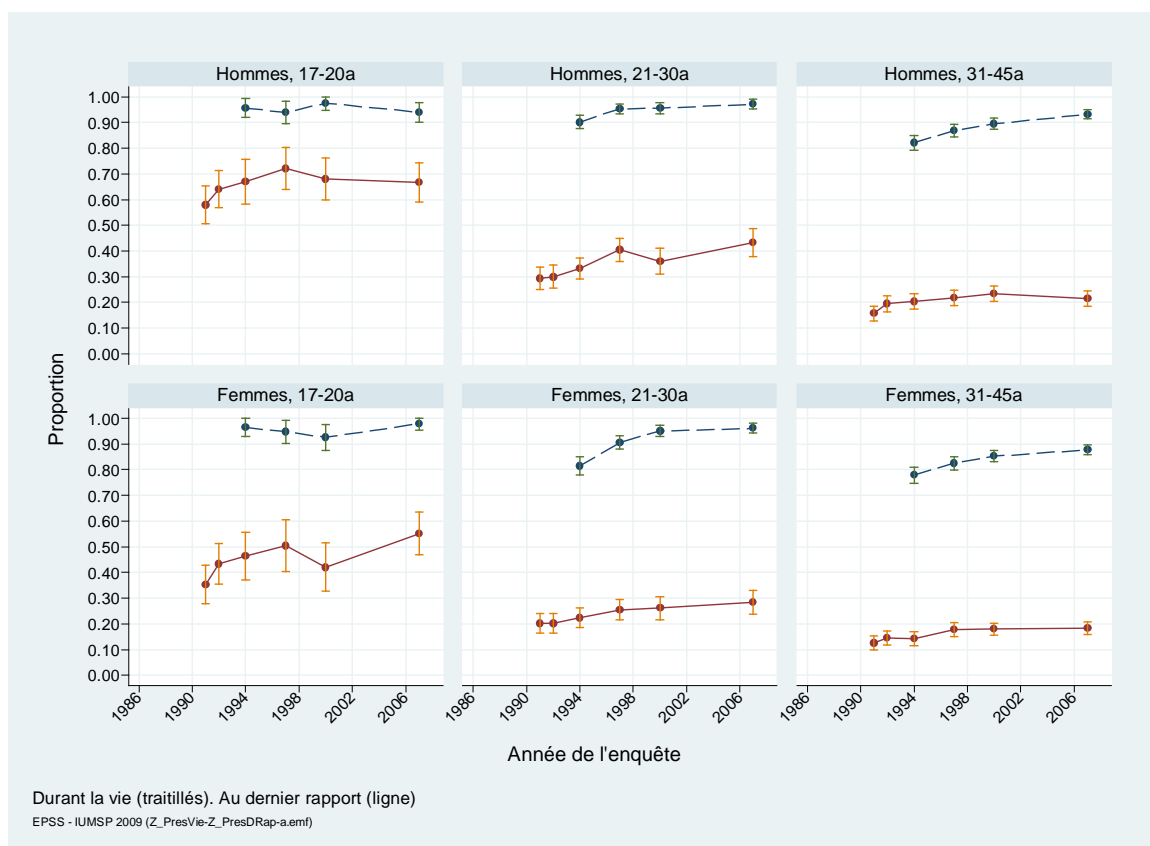 Hommes, 17-20a
Hommes, 21-30a
Hommes, 31-45a
1.00
0.90
0.80
0.70
0.60
0.50
0.40
0.30
0.20
0.10
0.00
Proportion
Femmes, 17-20a
Femmes, 21-30a
Femmes, 31-45a
1.00
0.90
0.80
0.70
0.60
0.50
0.40
0.30
0.20
0.10
0.00
1986 1990 1994 1998 2002 2006 1986 1990 1994 1998 2002 2006 1986 1990 1994 1998 2002 2006
Année de l'enquête
Durant la vie (traitillés). Au dernier rapport (ligne)
EPSS - IUMSP 2009 (Z_PresVie-Z_PresDRap-a.emf)